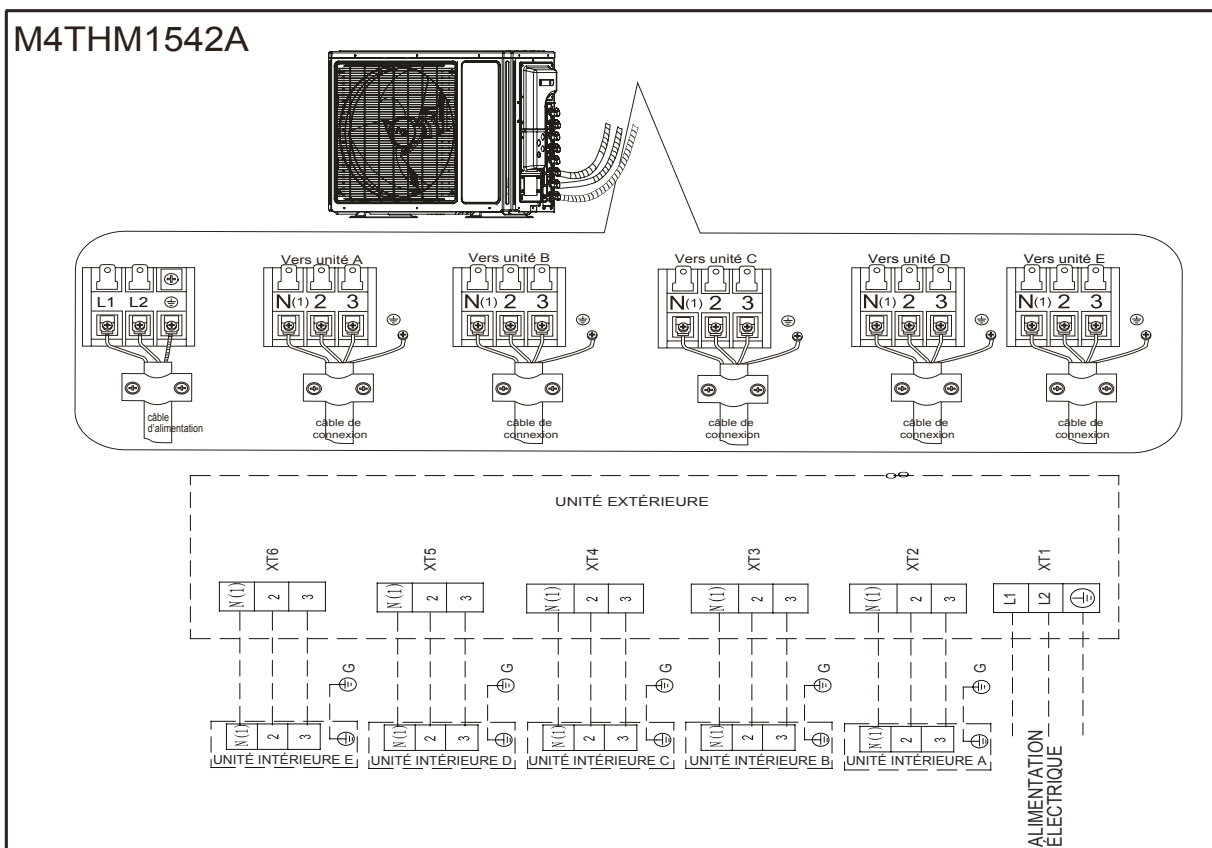 M4THM1542A
Vers unité A
Vers unité B
Vers unité C
Vers unité D
Vers unité E
L1 L2
N(1) 2 3
N(1) 2 3
N(1) 2 3
N(1) 2 3
N(1) 2 3
câble
d'alimentation
câble de
connexion
câble de
connexion
câble de
connexion
câble de
connexion
câble de
connexion
UNITÉ EXTÉRIEURE
XT6
XT5
XT4
XT3
XT2
XT1
N (1) 2 3
N (1) 2 3
N (1) 2 3
N (1) 2 3
N (1) 2 3
L1 L2
G
G
G
G
G
N (1) 2 3
N (1) 2 3
N (1) 2 3
N (1) 2 3
N (1) 2 3
UNITÉ INTÉRIEURE E
UNITÉ INTÉRIEURE D
UNITÉ INTÉRIEURE C
UNITÉ INTÉRIEURE B
UNITÉ INTÉRIEURE A
ALIMENTATION
ÉLECTRIQUE